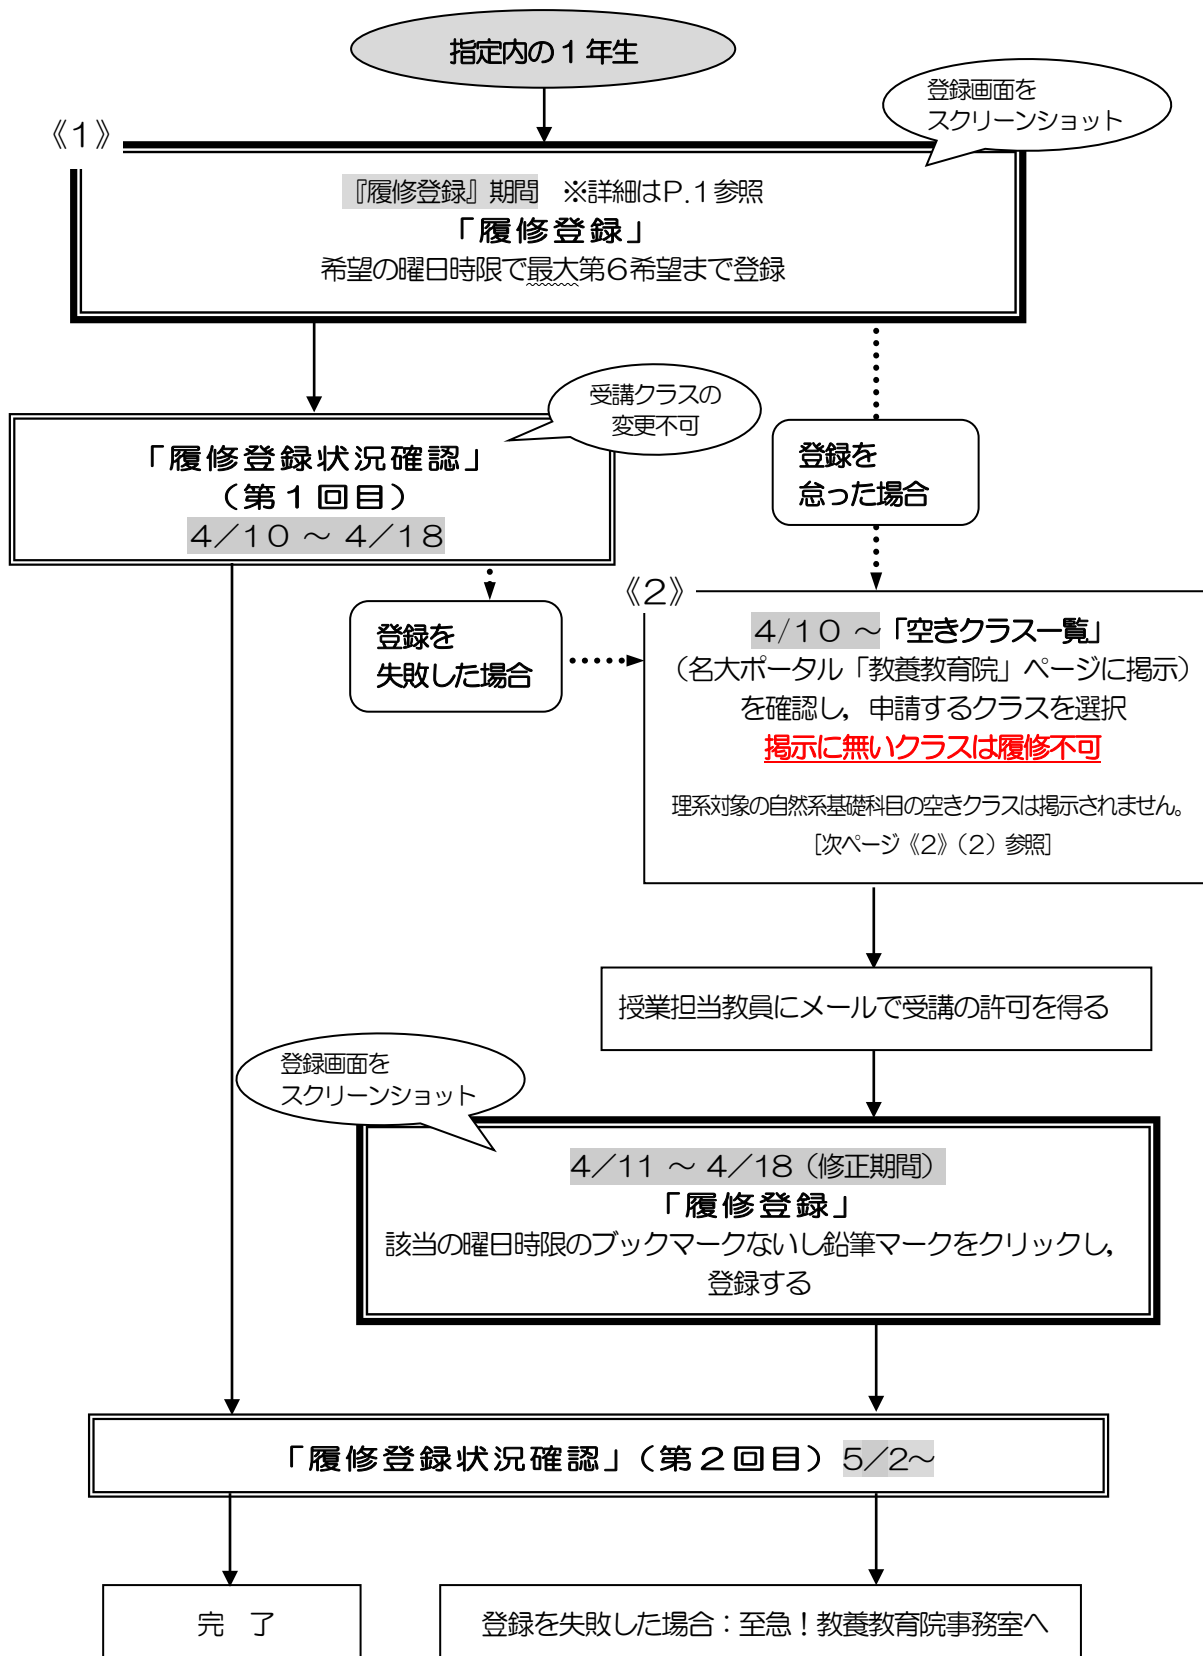 指定内の１年生
登録画面を
スクリーンショット
《１》
『履修登録』期間　※詳細はＰ.１参照
「履修登録」
希望の曜日時限で最大第６希望まで登録
受講クラスの
変更不可
「履修登録状況確認」
（第１回目）
４／１０ ～ ４／１８
登録を
怠った場合
登録を
失敗した場合
《２》
４/１０ ～「空きクラス一覧」
（名大ポータル「教養教育院」ページに掲示）
を確認し，申請するクラスを選択
掲示に無いクラスは履修不可
理系対象の自然系基礎科目の空きクラスは掲示されません。
[次ページ《２》（２）参照]
授業担当教員にメールで受講の許可を得る
登録画面を
スクリーンショット
４／１１ ～ ４／１８（修正期間）
「履修登録」
該当の曜日時限のブックマークないし鉛筆マークをクリックし，
登録する
「履修登録状況確認」（第２回目）５／２～
完　了
登録を失敗した場合：至急！教養教育院事務室へ